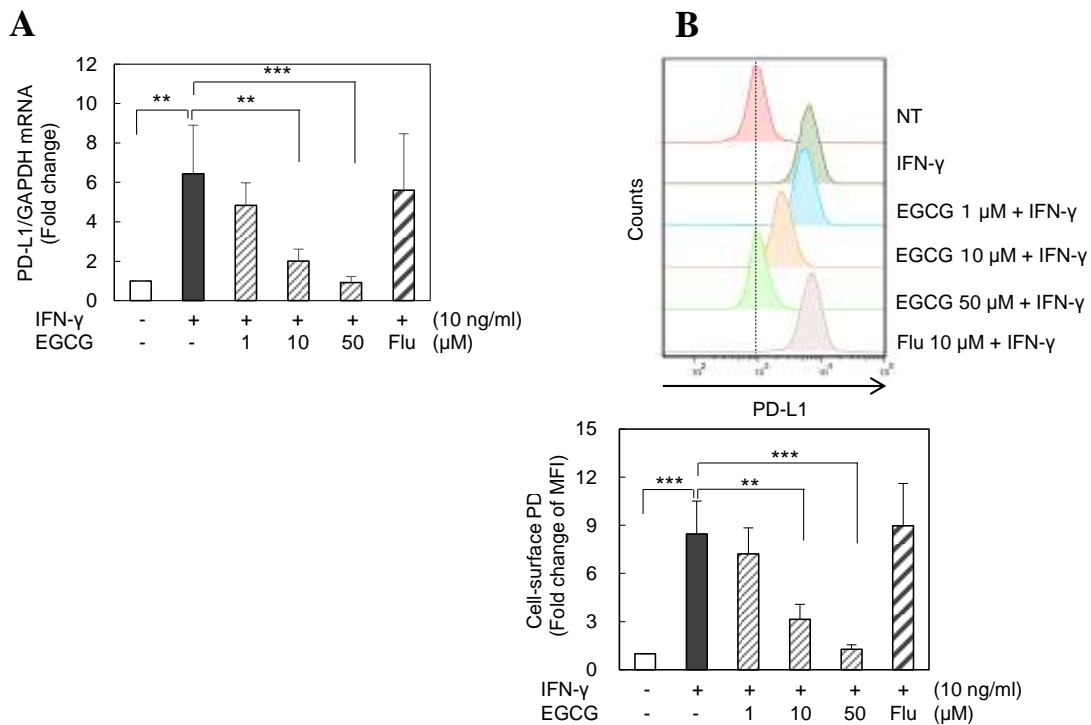 A
B
12
10
8
6
4
2
0
PD-L1/GAPDH mRNA
(Fold change)
**
**
***
IFN-γ - + + + + + (10 ng/ml)
EGCG - - 1 10 50 Flu (μM)
Counts
NT
IFN-γ
EGCG 1 μM + IFN-γ
EGCG 10 μM + IFN-γ
EGCG 50 μM + IFN-γ
Flu 10 μM + IFN-γ
PD-L1
15
12
9
6
3
0
Cell-surface PD
(Fold change of MFI)
***
**
***
IFN-γ - + + + + + (10 ng/ml)
EGCG - - 1 10 50 Flu (μM)